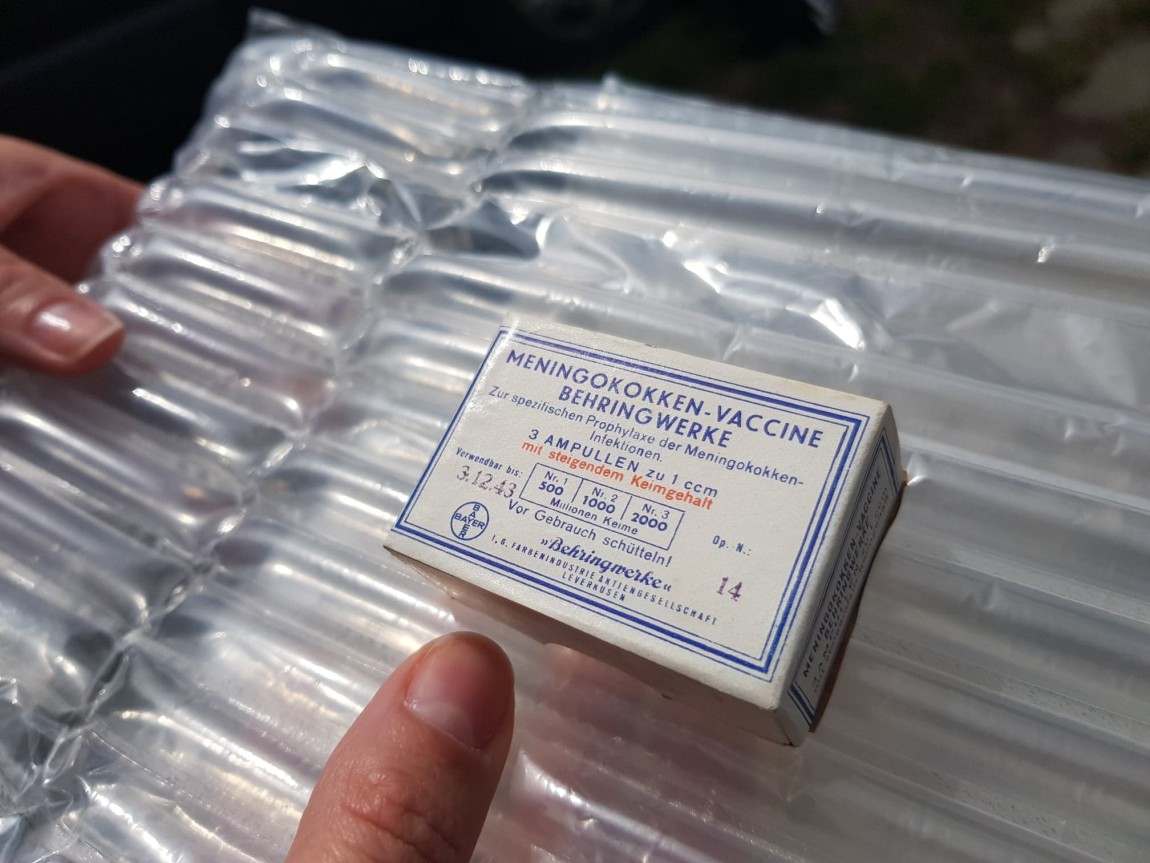 MENINGOKOKKEN-VACCINE
BEHRINGWERKE
Zur spezifischen Prophylaxe der Meningokokken-
Infektionen.
3 AMPULLEN zu 1 ccm
mit steigendem Keimgehalt
Verwendbar bis:
3.12.43
Nr. 1 Nr. 2 Nr. 3
500 1000 2000
Millionen Keime
Vor Gebrauch schütteln!
Op. N.:
14
BAYER
BAYER
»Behringwerke«
I. G. FARBENINDUSTRIE AKTIENGESELLSCHAFT
LEVERKUSEN
MENINGOKOKKEN-VACCINE
BEHRINGWERKE